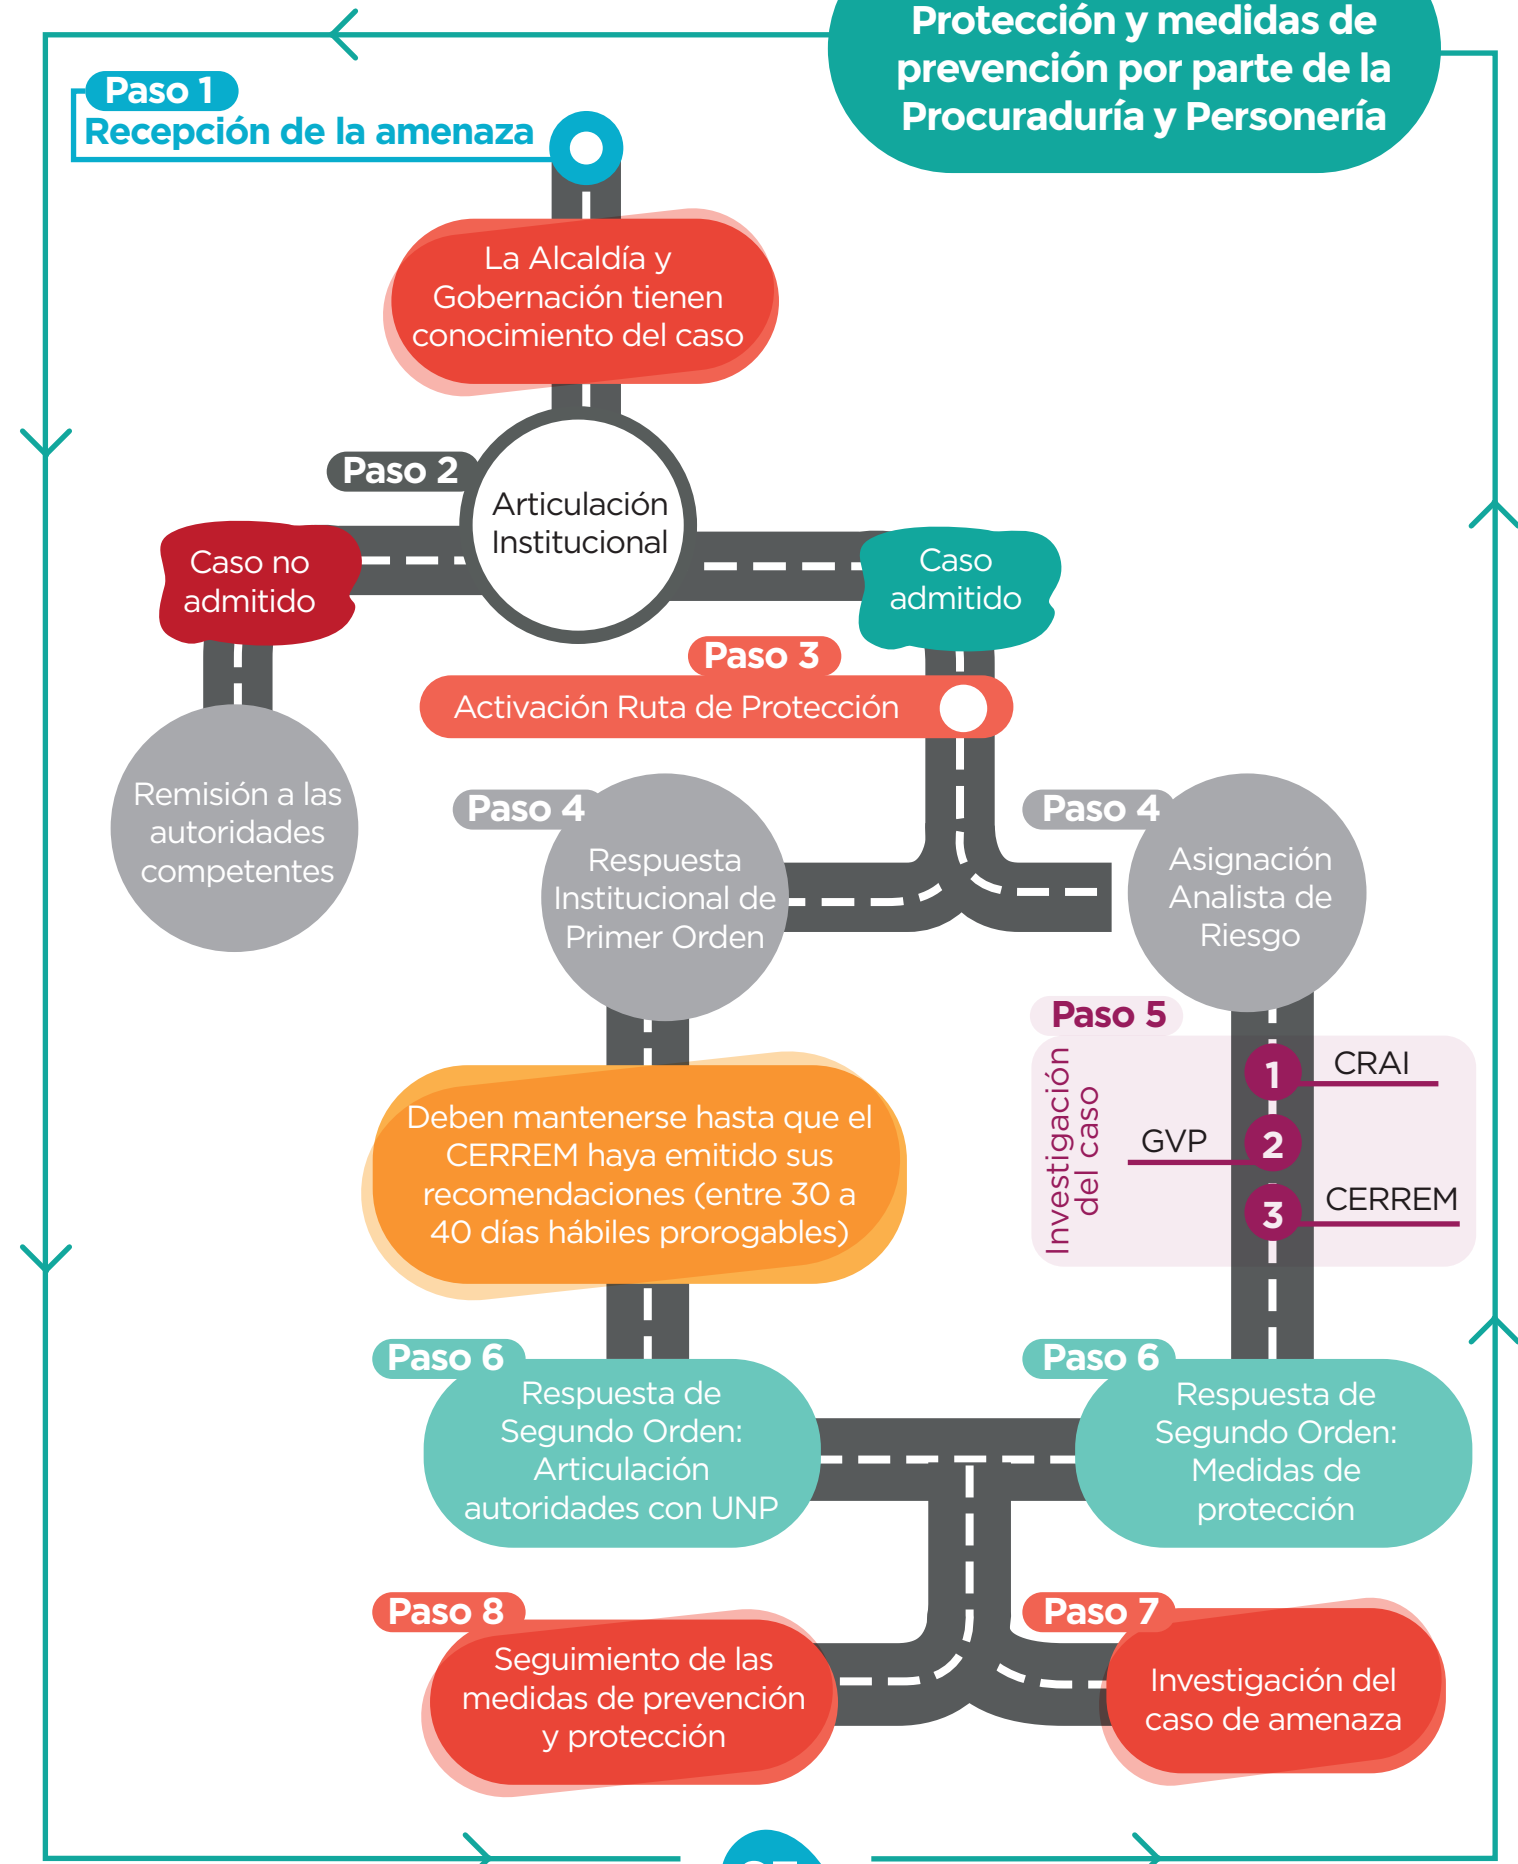 Protección y medidas de
prevención por parte de la
Procuraduría y Personería
Paso 1
Recepción de la amenaza
La Alcaldía y
Gobernación tienen
conocimiento del caso
Paso 2
Articulación
Institucional
Caso no
admitido
Caso
admitido
Paso 3
Activación Ruta de Protección
Remisión a las
autoridades
competentes
Paso 4
Respuesta
Institucional de
Primer Orden
Paso 4
Asignación
Analista de
Riesgo
Paso 5
Investigación
del caso
1
CRAI
GVP
2
3
CERREM
Deben mantenerse hasta que el
CERREM haya emitido sus
recomendaciones (entre 30 a
40 días hábiles prorogables)
Paso 6
Respuesta de
Segundo Orden:
Articulación
autoridades con UNP
Paso 6
Respuesta de
Segundo Orden:
Medidas de
protección
Paso 8
Seguimiento de las
medidas de prevención
y protección
Paso 7
Investigación del
caso de amenaza